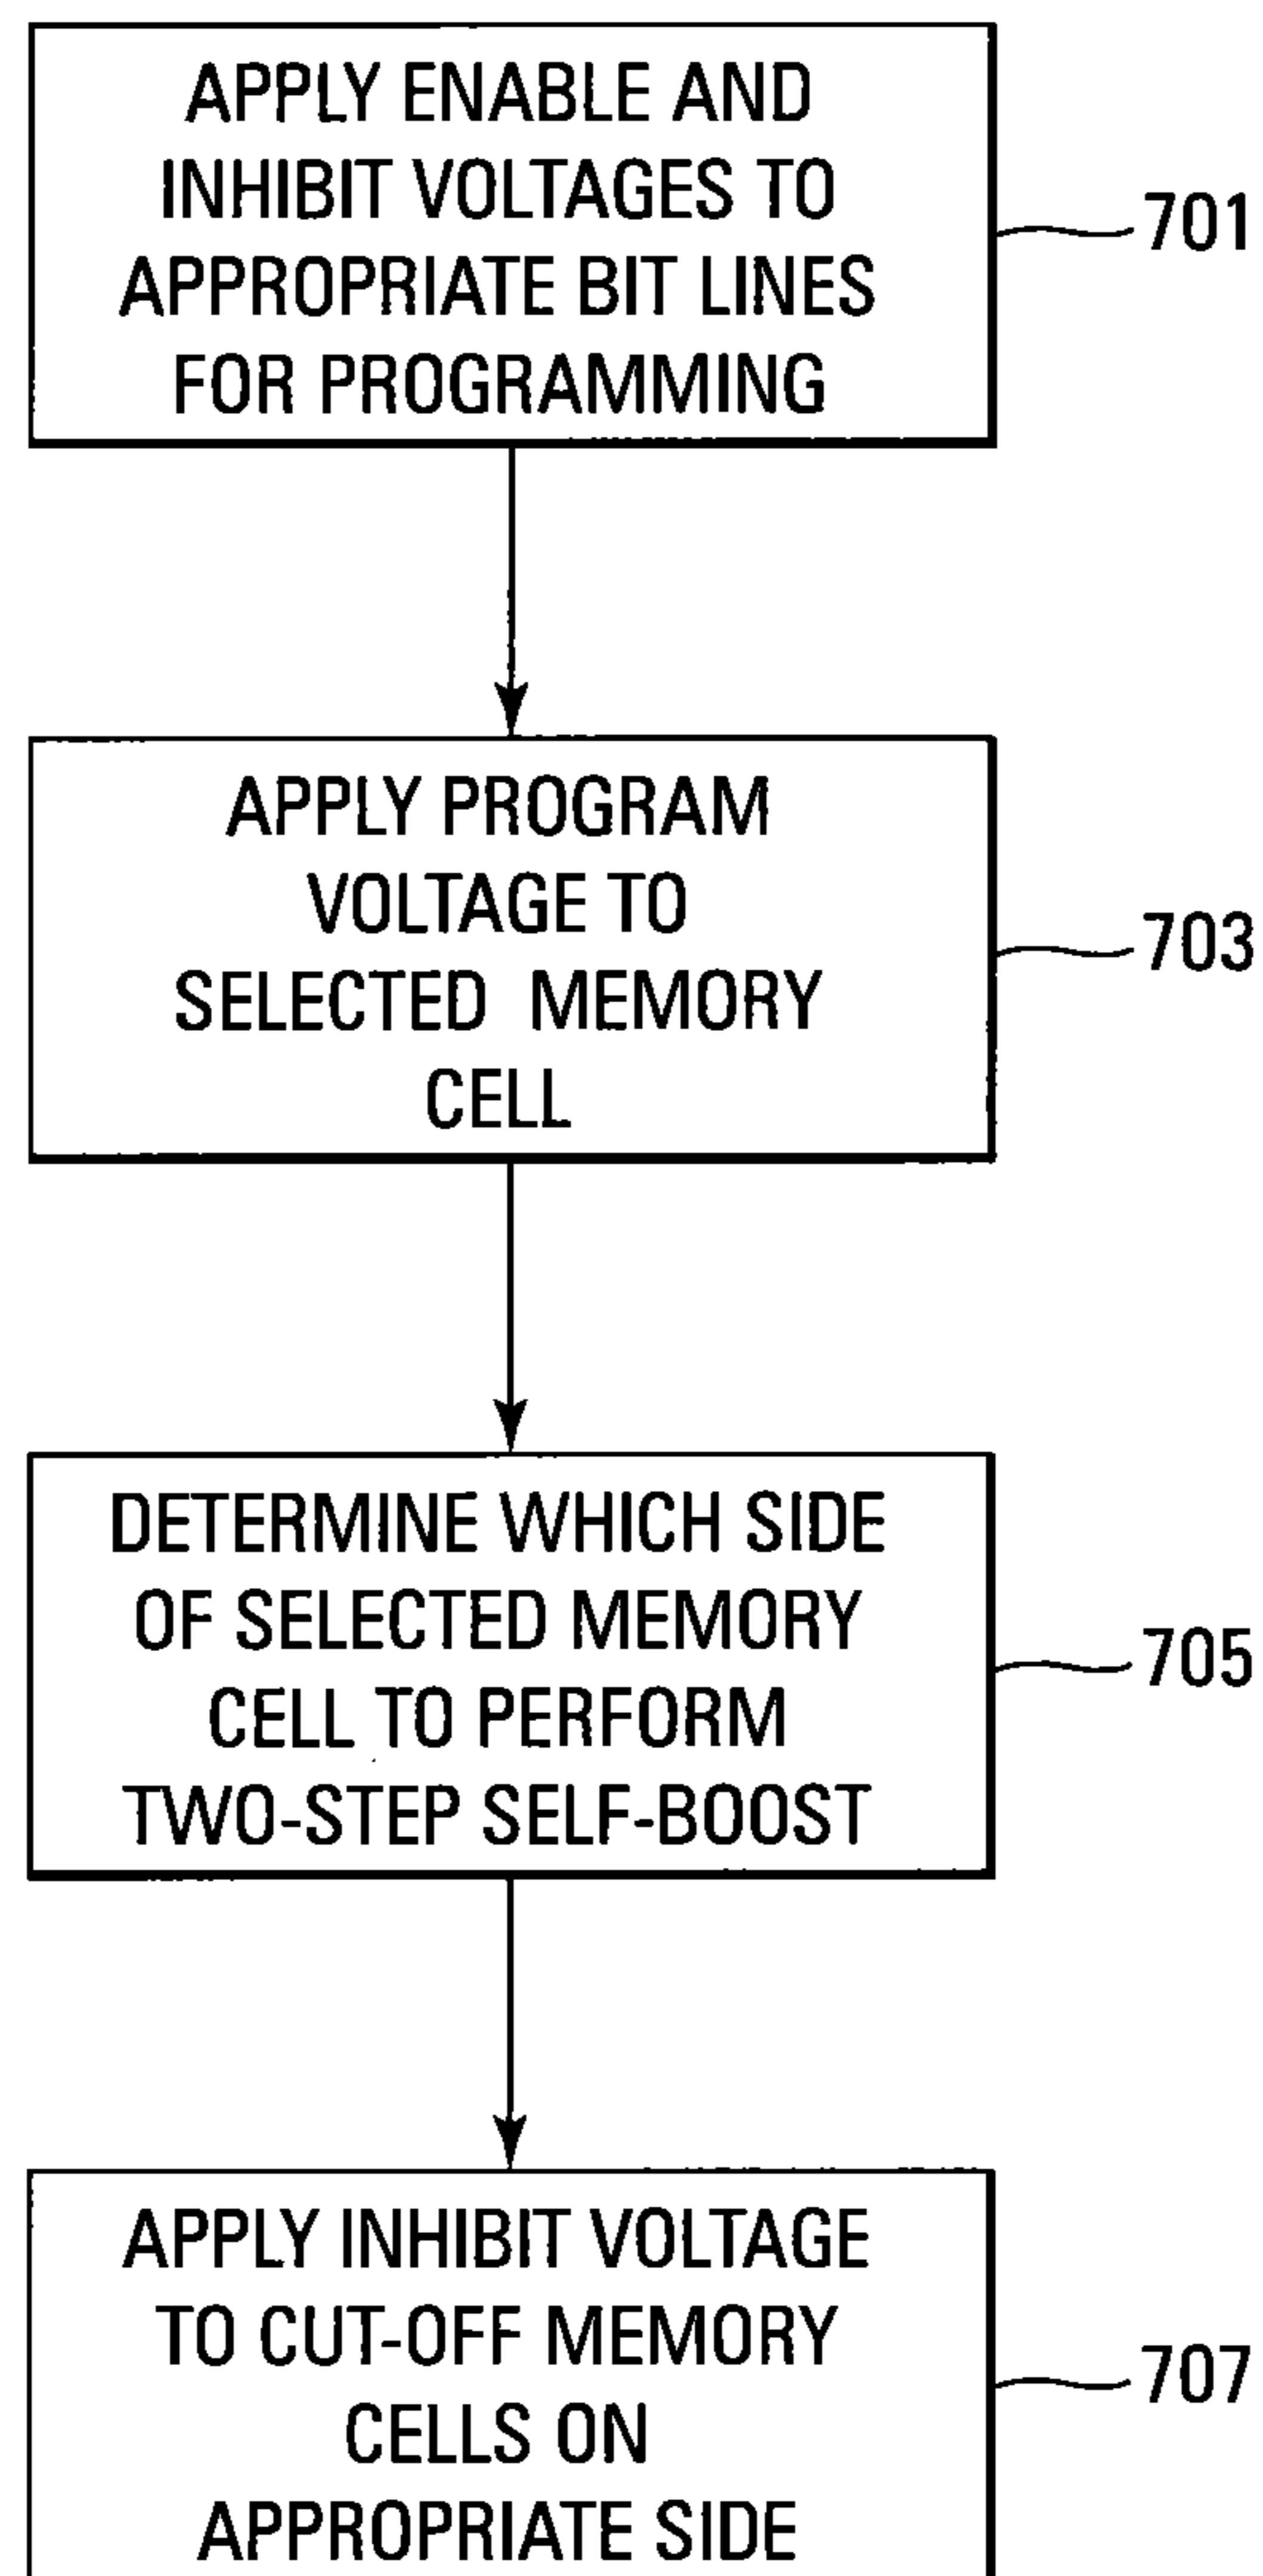 APPLY ENABLE AND
INHIBIT VOLTAGES TO
APPROPRIATE BIT LINES
FOR PROGRAMMING
701
APPLY PROGRAM
VOLTAGE TO
SELECTED MEMORY
CELL
703
DETERMINE WHICH SIDE
OF SELECTED MEMORY
CELL TO PERFORM
TWO-STEP SELF-BOOST
705
APPLY INHIBIT VOLTAGE
TO CUT-OFF MEMORY
CELLS ON
APPROPRIATE SIDE
707